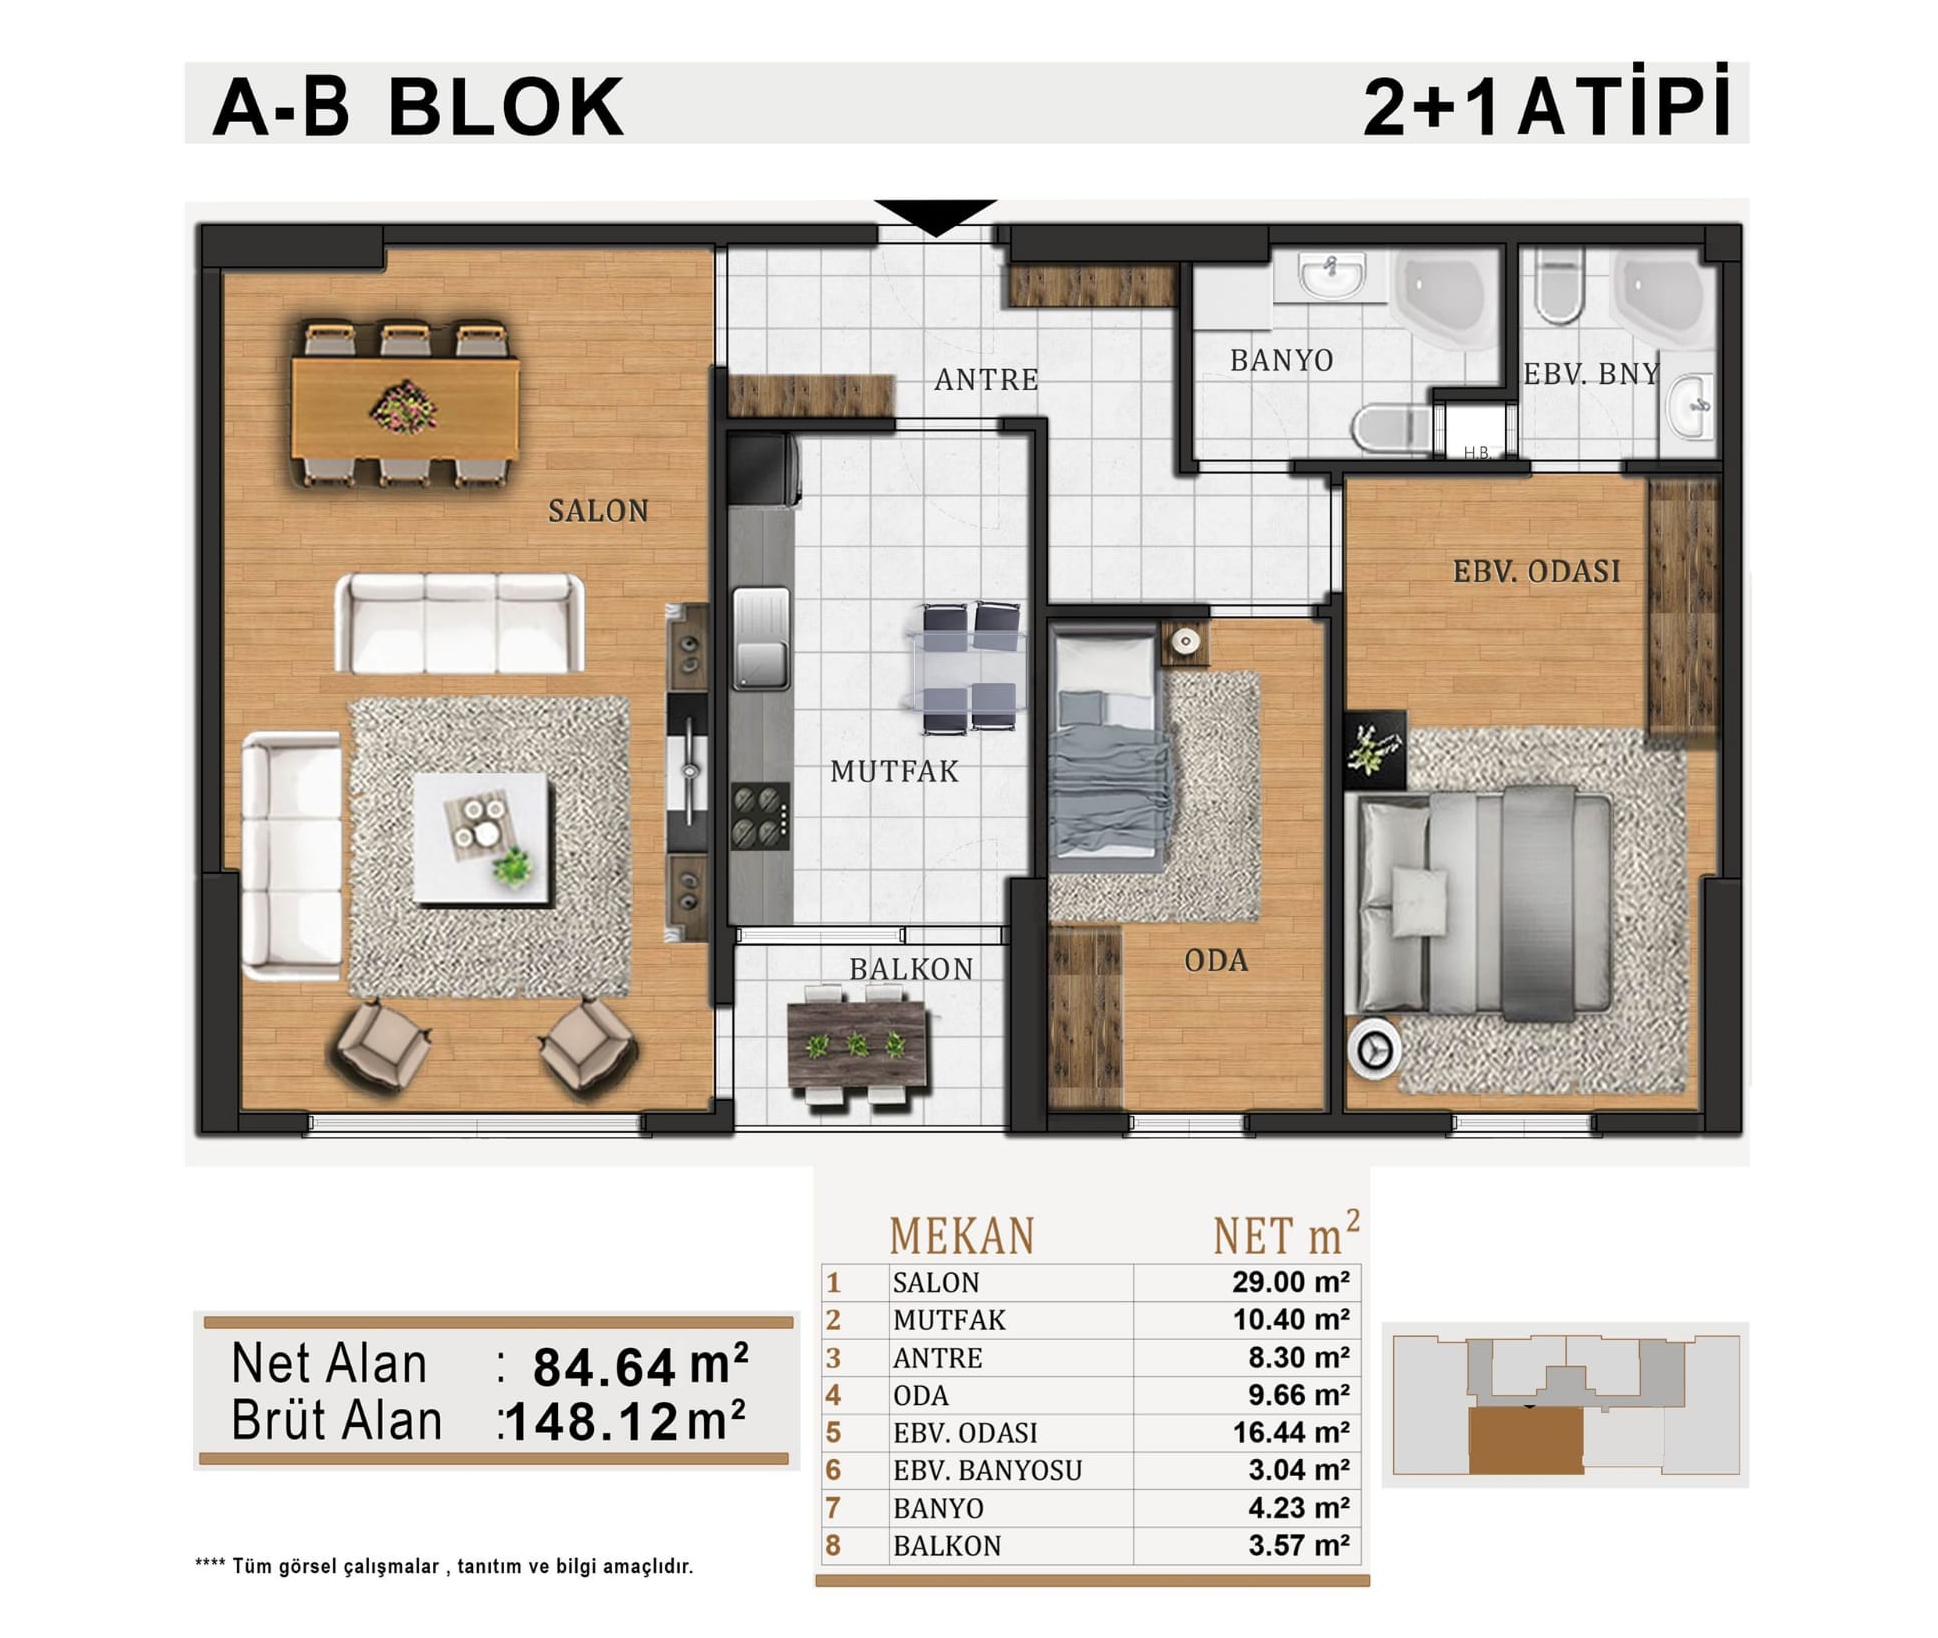 A-B BLOK
2+1 A TİPİ
ANTRE
BANYO
EBV. BNY
H.B.
SALON
EBV. ODASI
MUTFAK
BALKON
ODA
MEKAN NET m²
1 SALON 29.00 m²
2 MUTFAK 10.40 m²
3 ANTRE 8.30 m²
4 ODA 9.66 m²
5 EBV. ODASI 16.44 m²
6 EBV. BANYOSU 3.04 m²
7 BANYO 4.23 m²
8 BALKON 3.57 m²
Net Alan : 84.64 m²
Brüt Alan :148.12 m²
**** Tüm görsel çalışmalar , tanıtım ve bilgi amaçlıdır.